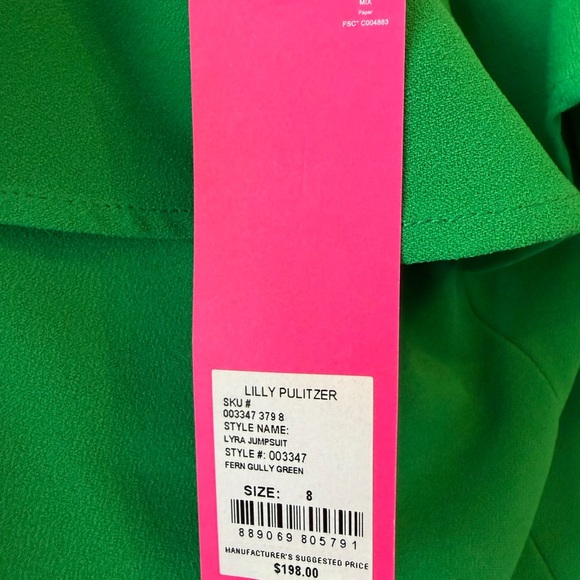 MIX
Paper
FSC® C004863
LILLY PULITZER
SKU #
003347 379 8
STYLE NAME:
LYRA JUMPSUIT
STYLE #: 003347
FERN GULLY GREEN
SIZE: 8
889069 805791
MANUFACTURER'S SUGGESTED PRICE
$198.00